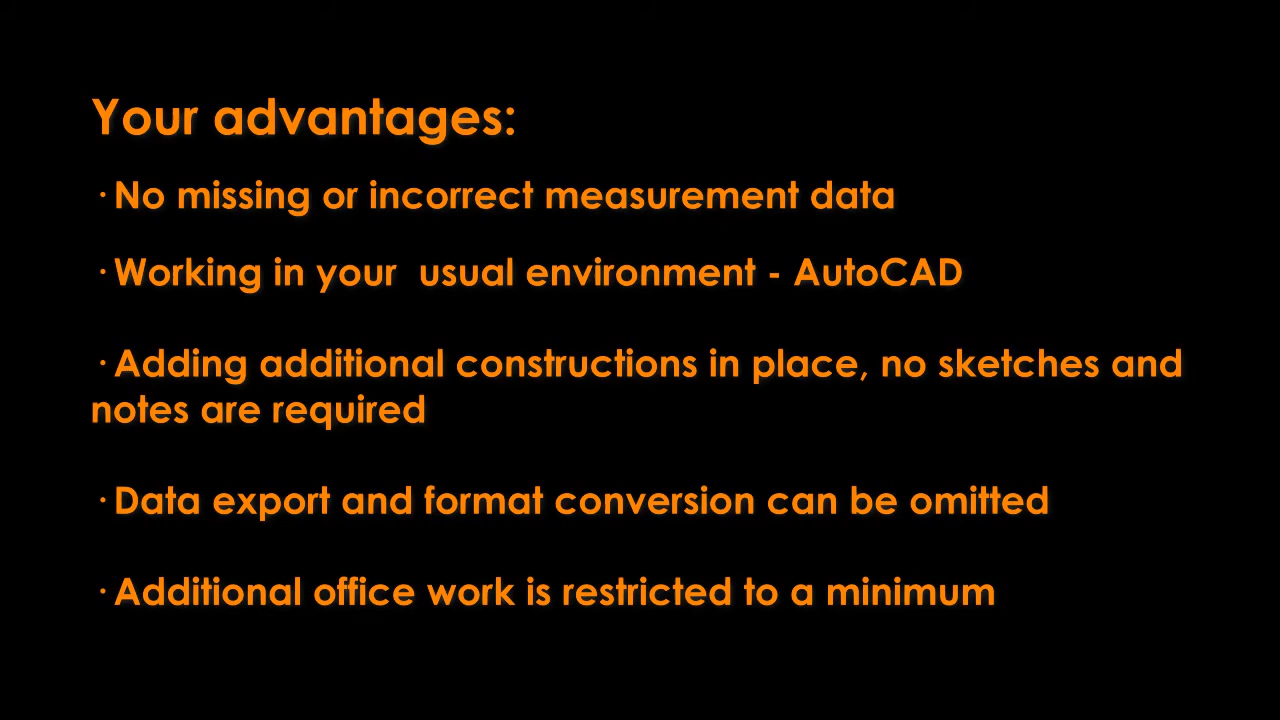 Your advantages:
· No missing or incorrect measurement data
· Working in your  usual environment - AutoCAD
· Adding additional constructions in place, no sketches and
notes are required
· Data export and format conversion can be omitted
· Additional office work is restricted to a minimum